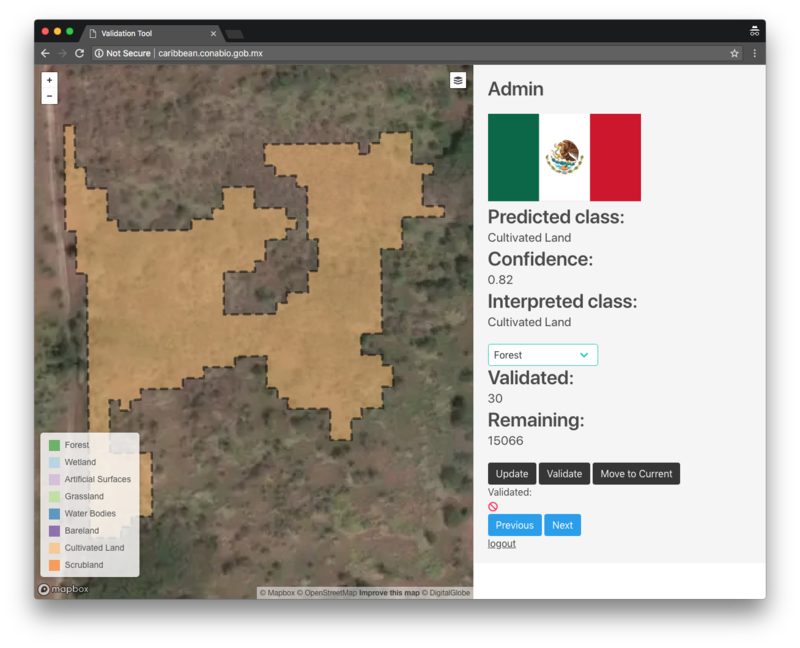 Validation Tool
Not Secure | caribbean.conabio.gob.mx
+
−
Admin
Predicted class:
Cultivated Land
Confidence:
0.82
Interpreted class:
Cultivated Land
Forest
Validated:
30
Remaining:
15066
Update Validate Move to Current
Validated:
Previous Next
logout
Forest
Wetland
Artificial Surfaces
Grassland
Water Bodies
Bareland
Cultivated Land
Scrubland
mapbox
© Mapbox © OpenStreetMap Improve this map © DigitalGlobe